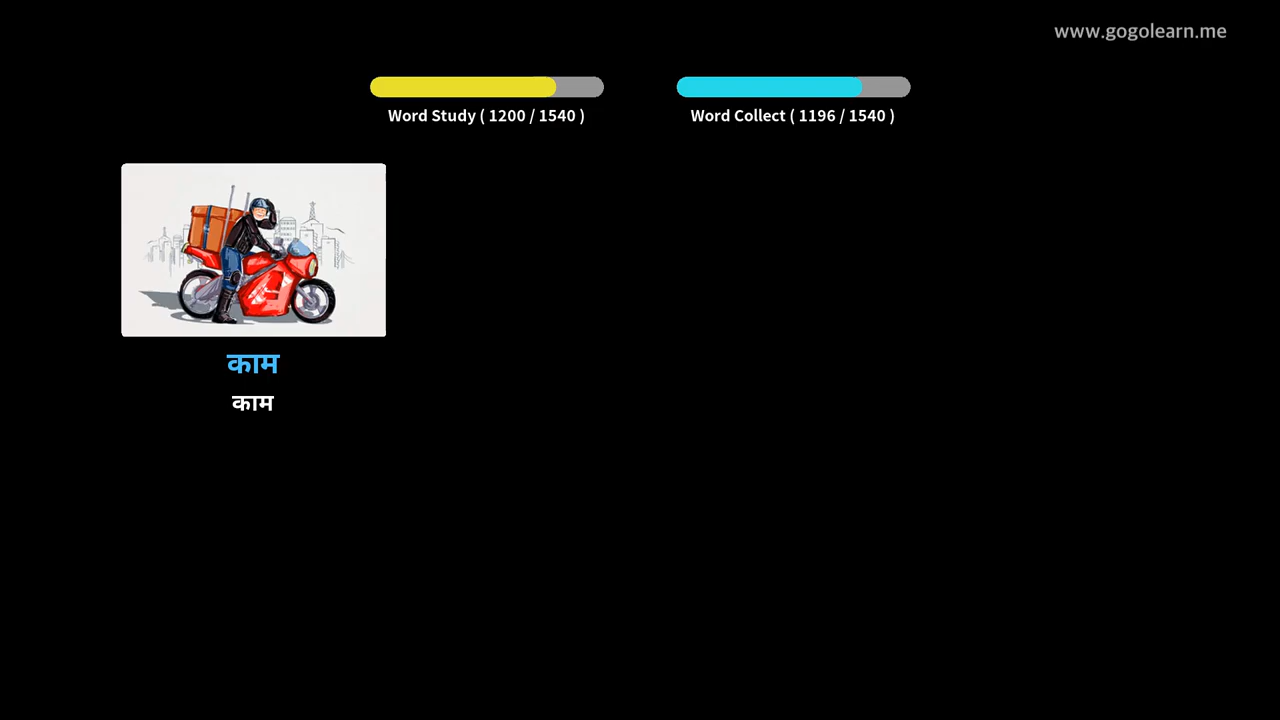 www.gogolearn.me
Word Study ( 1200 / 1540 )
Word Collect ( 1196 / 1540 )
काम
काम